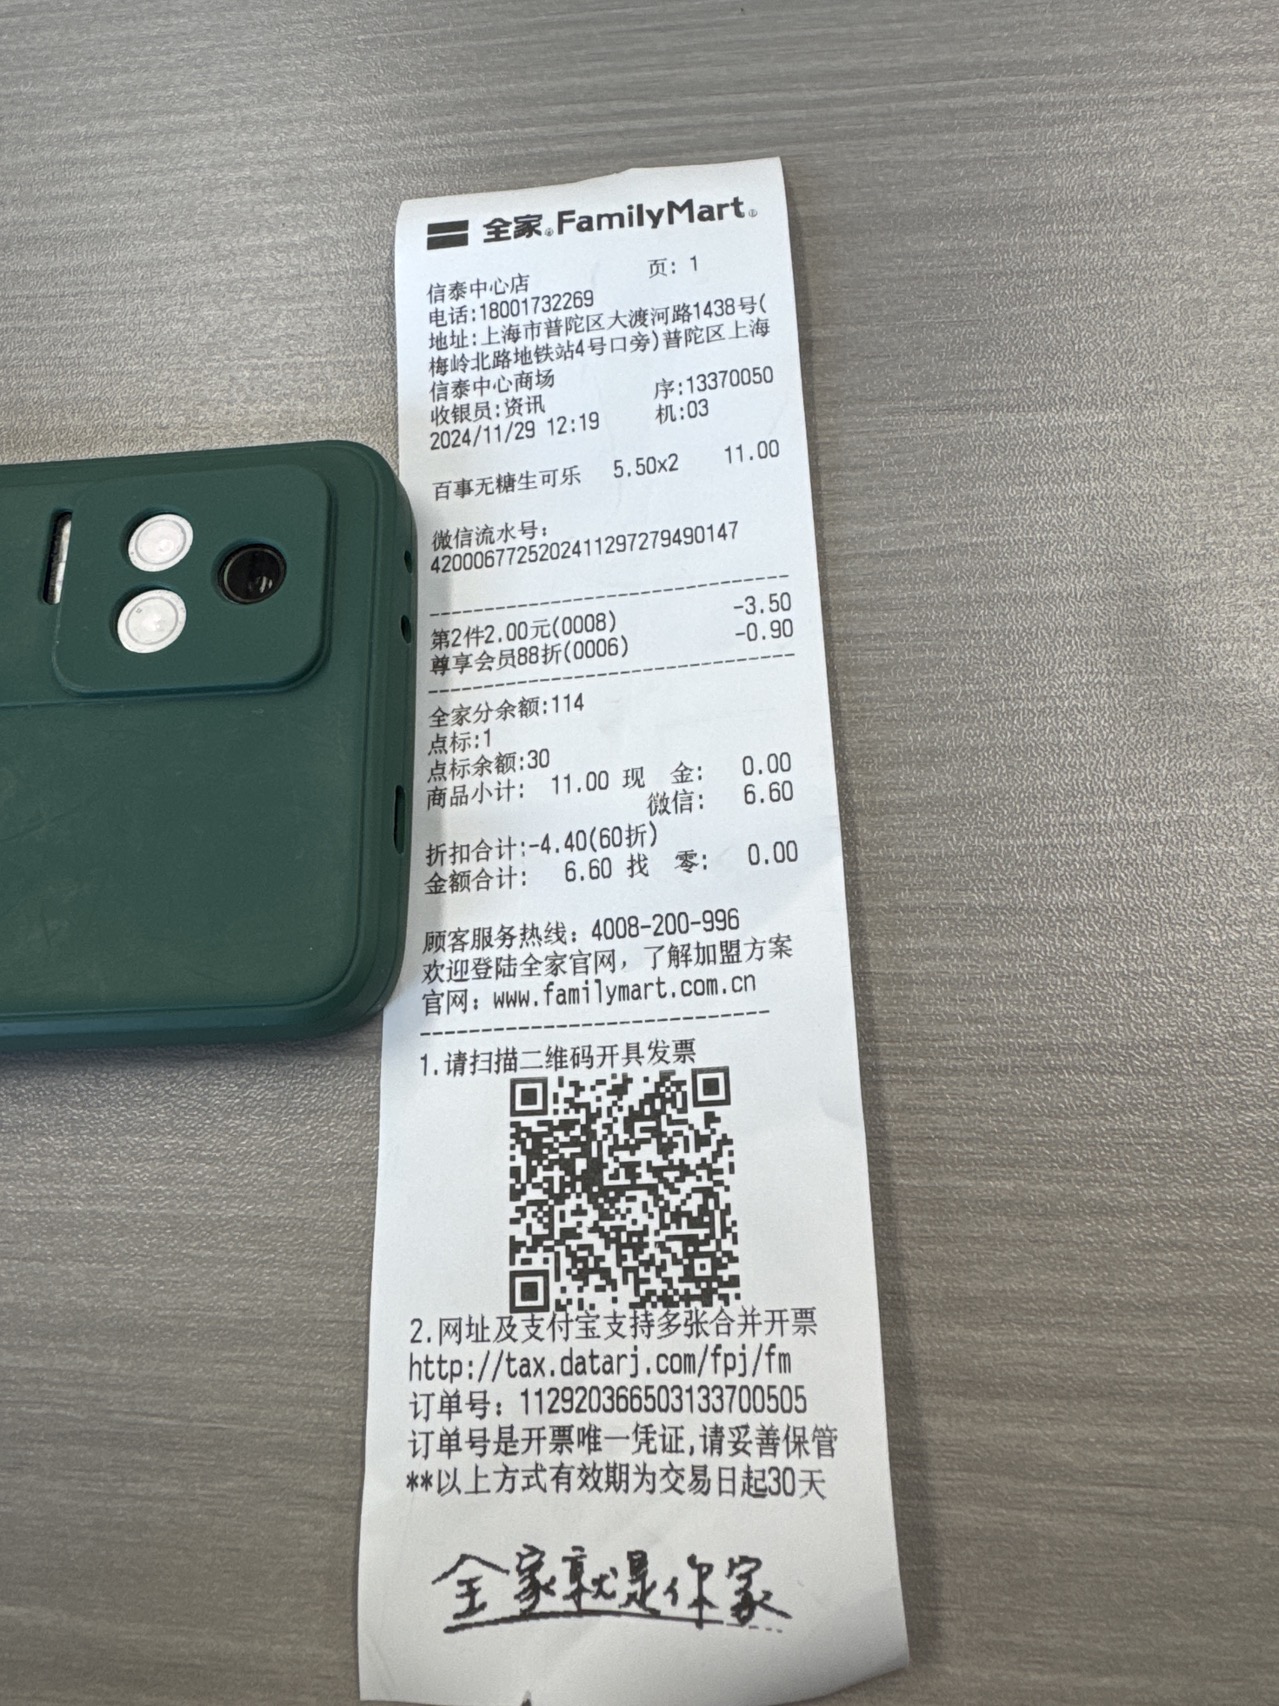 全家 FamilyMart
页: 1
信泰中心店
电话:18001732269
地址:上海市普陀区大渡河路1438号(
梅岭北路地铁站4号口旁)普陀区上海
信泰中心商场
序:13370050
收银员:资讯
机:03
2024/11/29 12:19
百事无糖生可乐 5.50x2 11.00
微信流水号:
4200067725202411297279490147
第2件2.00元(0008) -3.50
尊享会员88折(0006) -0.90
全家分余额:114
点标:1
点标余额:30
商品小计: 11.00 现 金: 0.00
微信: 6.60
折扣合计:-4.40(60折)
金额合计: 6.60 找 零: 0.00
顾客服务热线: 4008-200-996
欢迎登陆全家官网, 了解加盟方案
官网: www.familymart.com.cn
1.请扫描二维码开具发票
2.网址及支付宝支持多张合并开票
http://tax.datarj.com/fpj/fm
订单号: 112920366503133700505
订单号是开票唯一凭证,请妥善保管
**以上方式有效期为交易日起30天
全家就是你家